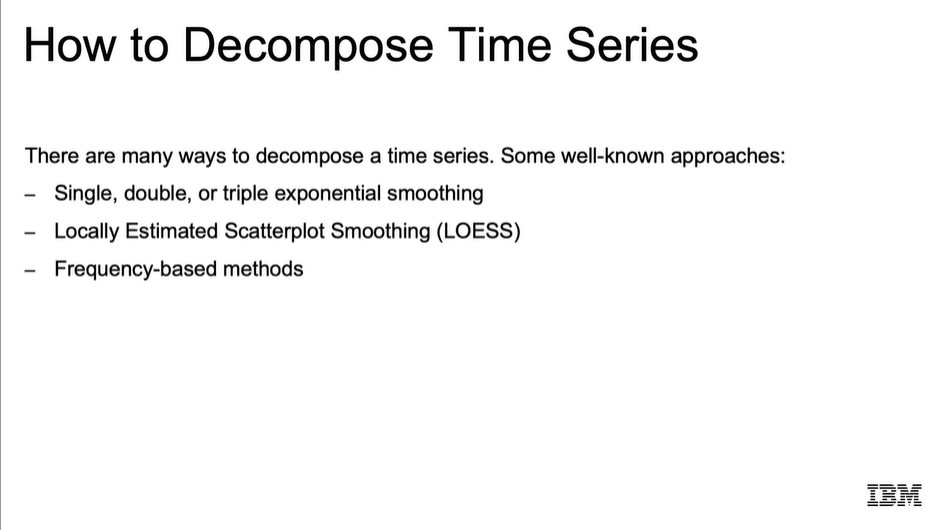 How to Decompose Time Series
There are many ways to decompose a time series. Some well-known approaches:
– Single, double, or triple exponential smoothing
– Locally Estimated Scatterplot Smoothing (LOESS)
– Frequency-based methods
IBM